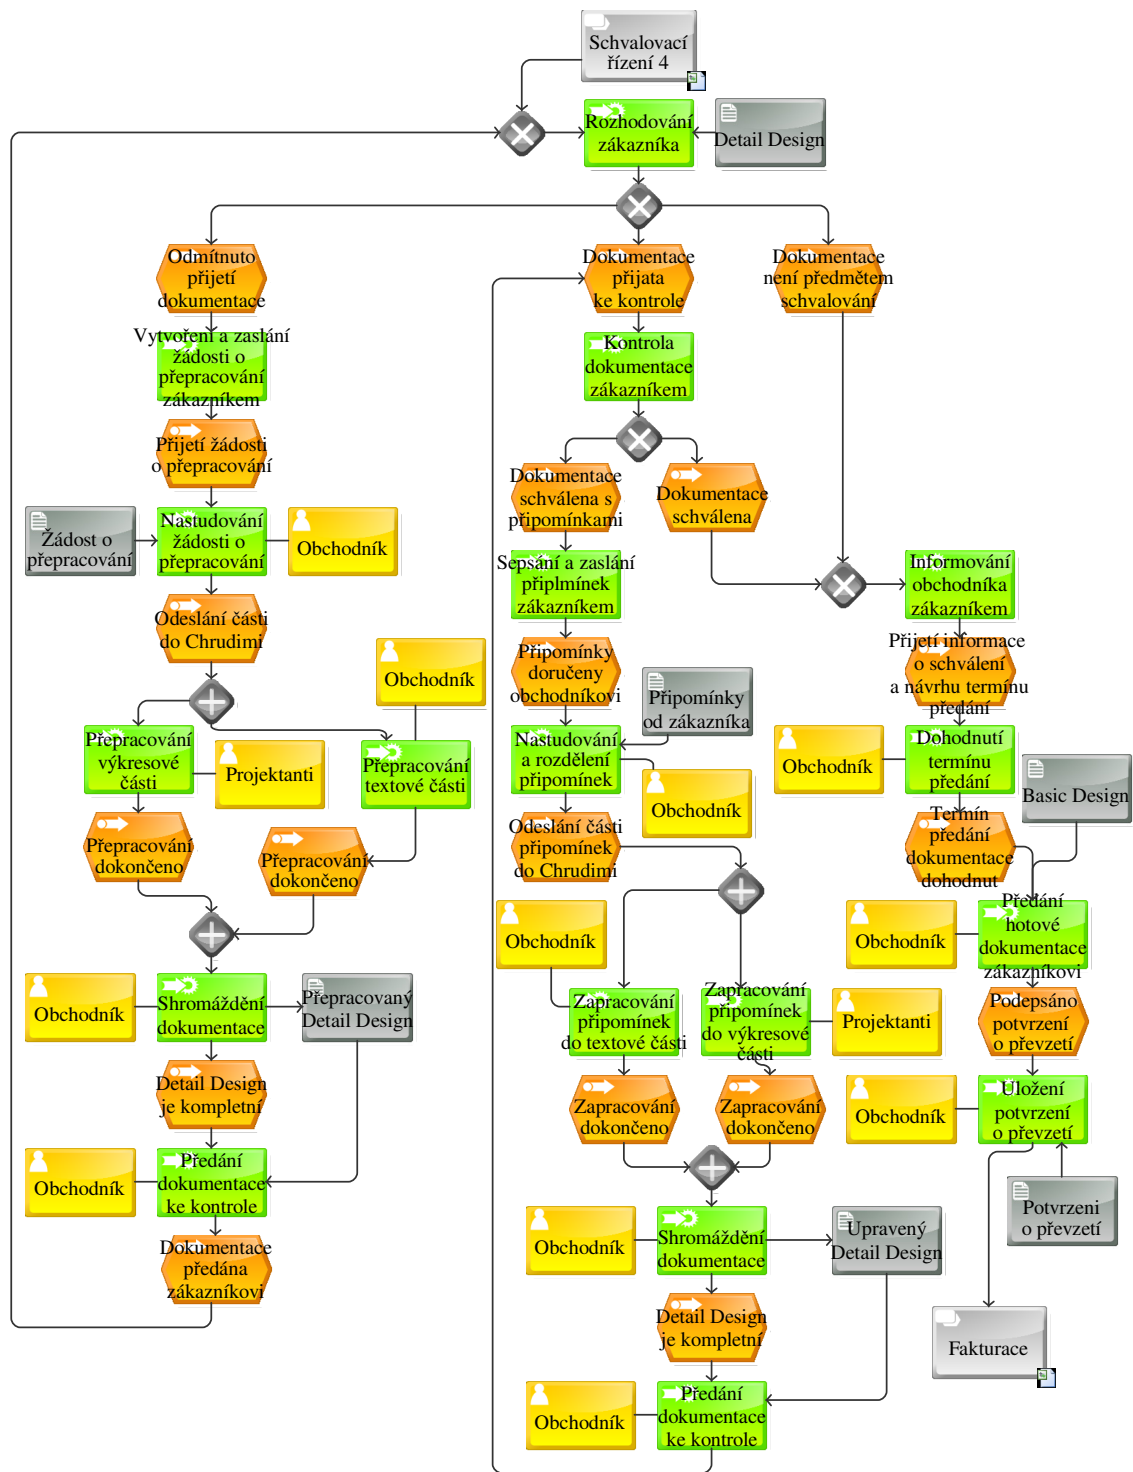 Schvalovací
řízení 4
Rozhodování
zákazníka
Detail Design
Odmítnuto
přijetí
dokumentace
Dokumentace
přijata
ke kontrole
Dokumentace
není předmětem
schvalování
Vytvoření a zaslání
žádosti o
přepracování
zákazníkem
Kontrola
dokumentace
zákazníkem
Přijetí žádosti
o přepracování
Dokumentace
schválena s
připomínkami
Dokumentace
schválena
Žádost o
přepracování
Nastudování
žádosti o
přepracování
Obchodník
Sepsání a zaslání
připlmínek
zákazníkem
Informování
obchodníka
zákazníkem
Odeslání části
do Chrudimi
Obchodník
Připomínky
doručeny
obchodníkovi
Připomínky
od zákazníka
Přijetí informace
o schválení
a návrhu termínu
předání
Přepracování
výkresové
části
Projektanti
Přepracování
textové části
Nastudování
a rozdělení
připomínek
Obchodník
Obchodník
Dohodnutí
termínu
předání
Basic Design
Přepracování
dokončeno
Přepracování
dokončeno
Odeslání části
připomínek
do Chrudimi
Termín
předání
dokumentace
dohodnut
Obchodník
Obchodník
Předání
hotové
dokumentace
zákazníkovi
Obchodník
Shromáždění
dokumentace
Přepracovaný
Detail Design
Zapracování
připomínek
do textové části
Zapracování
připomínek
do výkresové
části
Projektanti
Podepsáno
potvrzení
o převzetí
Detail Design
je kompletní
Zapracování
dokončeno
Zapracování
dokončeno
Obchodník
Uložení
potvrzení
o převzetí
Obchodník
Předání
dokumentace
ke kontrole
Potvrzeni
o převzetí
Dokumentace
předána
zákazníkovi
Obchodník
Shromáždění
dokumentace
Upravený
Detail Design
Detail Design
je kompletní
Fakturace
Obchodník
Předání
dokumentace
ke kontrole